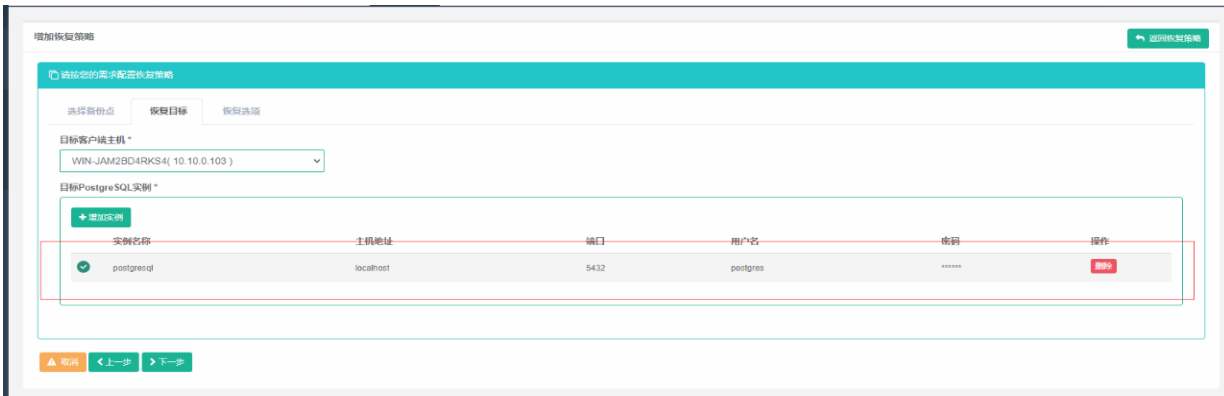 增加恢复策略
返回恢复策略
请按您的需求配置恢复策略
选择备份点 恢复目标 恢复选项
目标客户端主机 *
WIN-JAM2BD4RKS4( 10.10.0.103 )
目标PostgreSQL实例 *
+ 增加实例
实例名称 主机地址 端口 用户名 密码 操作
postgresql localhost 5432 postgres ****** 删除
取消 上一步 下一步